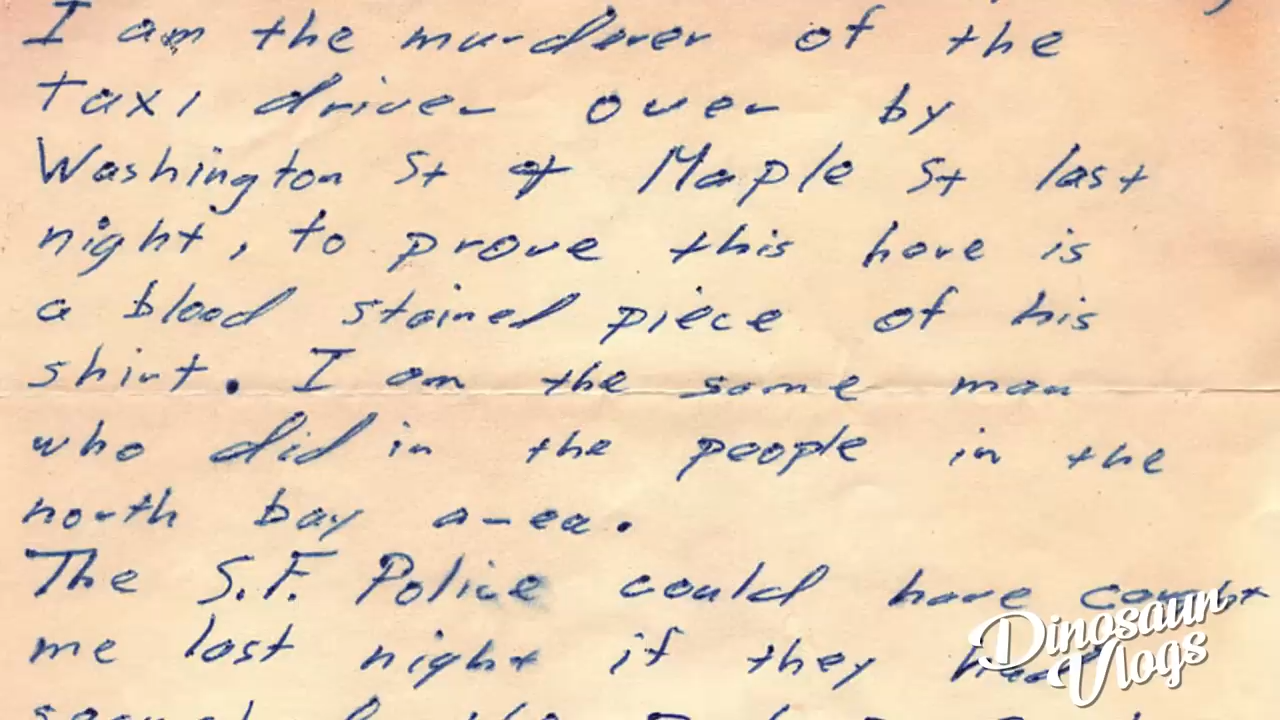 I am the murderer of the
taxi driver over by
Washington St & Maple St last
night, to prove this here is
a blood stained piece of his
shirt. I am the same man
who did in the people in the
north bay area.
The S.F. Police could have caught
me last night if they had
Dinosaur
Vlogs